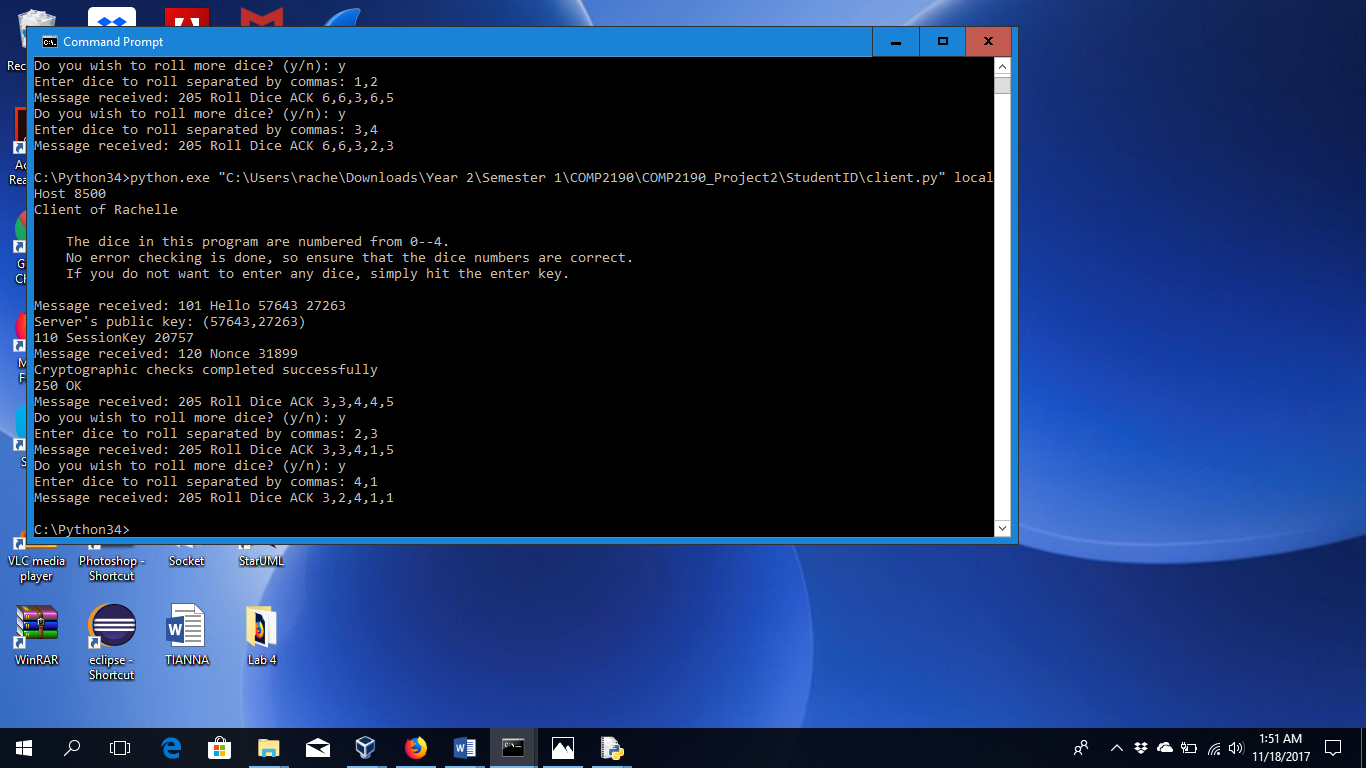 Command Prompt
Do you wish to roll more dice? (y/n): y
Enter dice to roll separated by commas: 1,2
Message received: 205 Roll Dice ACK 6,6,3,6,5
Do you wish to roll more dice? (y/n): y
Enter dice to roll separated by commas: 3,4
Message received: 205 Roll Dice ACK 6,6,3,2,3
C:\Python34>python.exe "C:\Users\rache\Downloads\Year 2\Semester 1\COMP2190\COMP2190_Project2\StudentID\client.py" local
Host 8500
Client of Rachelle
The dice in this program are numbered from 0--4.
No error checking is done, so ensure that the dice numbers are correct.
If you do not want to enter any dice, simply hit the enter key.
Message received: 101 Hello 57643 27263
Server's public key: (57643,27263)
110 SessionKey 20757
Message received: 120 Nonce 31899
Cryptographic checks completed successfully
250 OK
Message received: 205 Roll Dice ACK 3,3,4,4,5
Do you wish to roll more dice? (y/n): y
Enter dice to roll separated by commas: 2,3
Message received: 205 Roll Dice ACK 3,3,4,1,5
Do you wish to roll more dice? (y/n): y
Enter dice to roll separated by commas: 4,1
Message received: 205 Roll Dice ACK 3,2,4,1,1
C:\Python34>
VLC media player
Photoshop - Shortcut
Socket
StarUML
WinRAR
eclipse - Shortcut
TIANNA
Lab 4
1:51 AM
11/18/2017